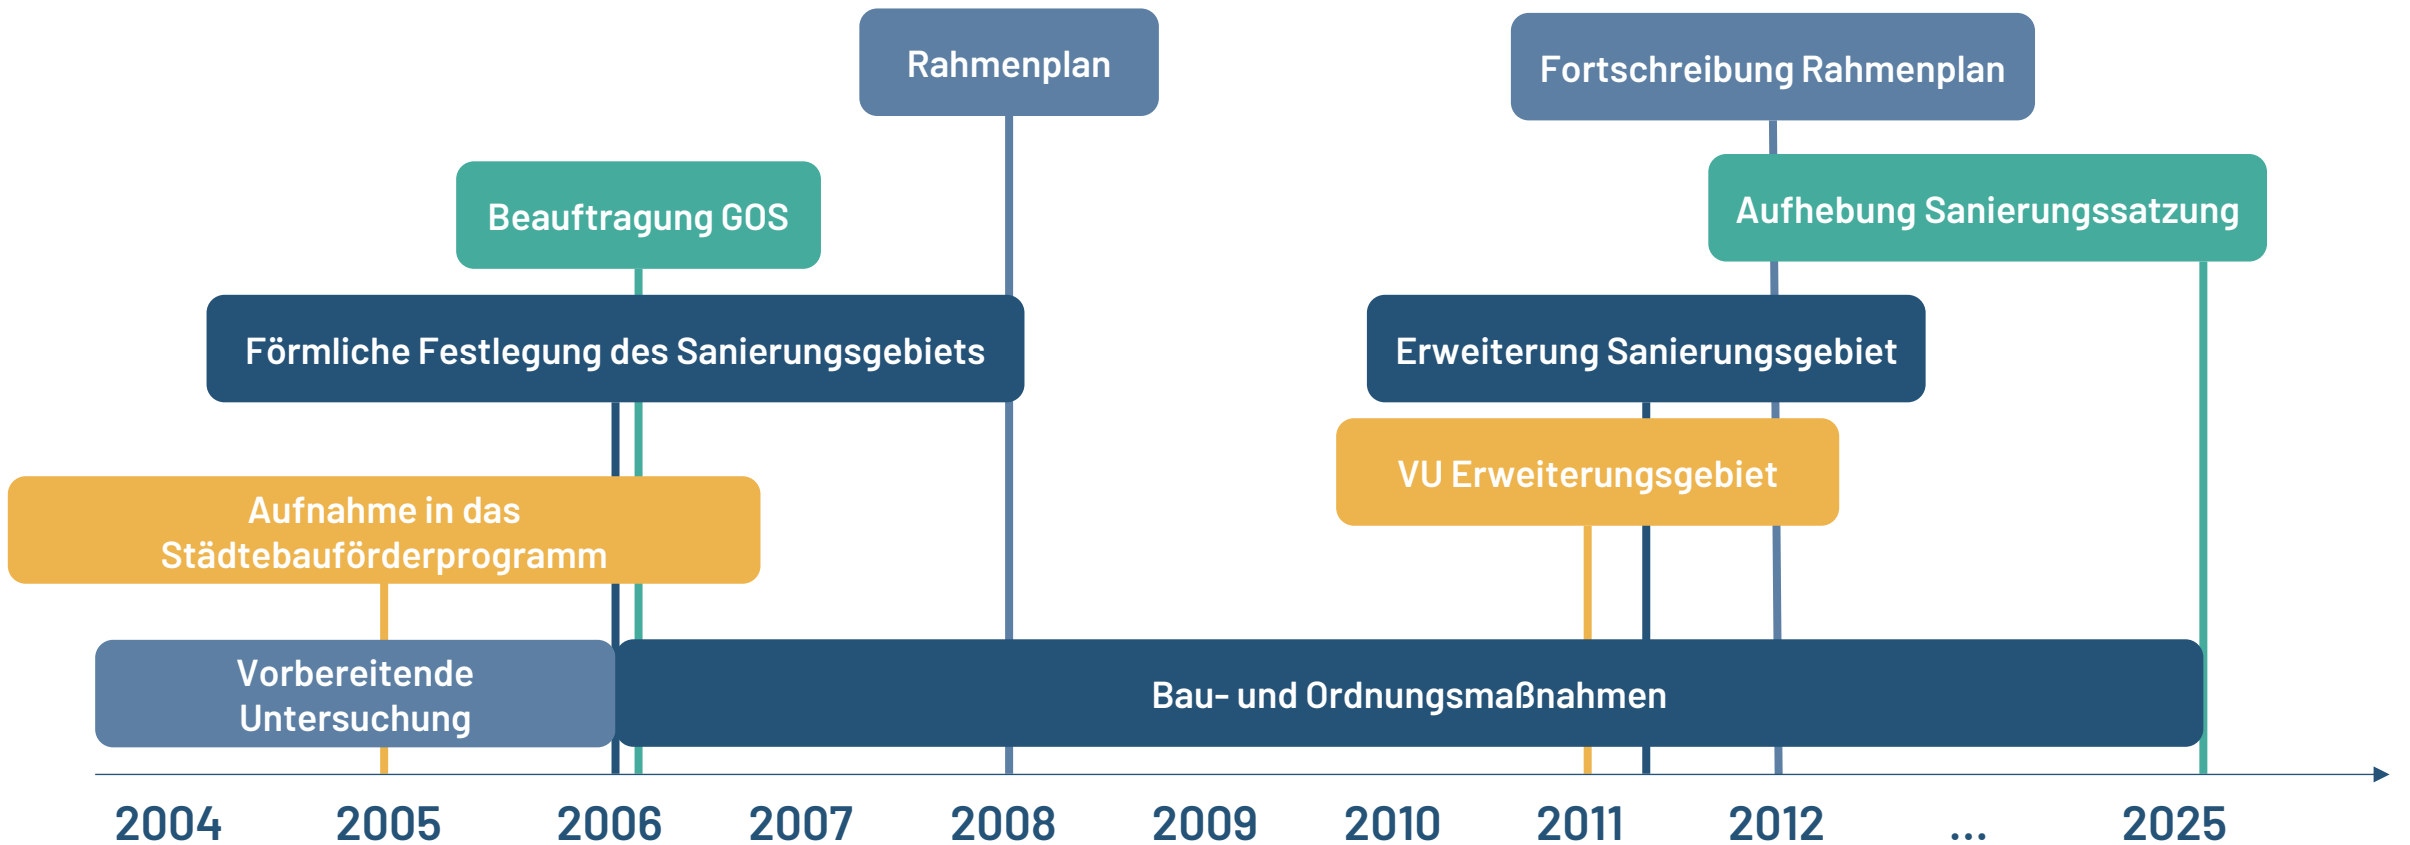 Rahmenplan
Fortschreibung Rahmenplan
Beauftragung GOS
Aufhebung Sanierungssatzung
Förmliche Festlegung des Sanierungsgebiets
Erweiterung Sanierungsgebiet
VU Erweiterungsgebiet
Aufnahme in das
Städtebauförderprogramm
Vorbereitende
Untersuchung
Bau- und Ordnungsmaßnahmen
2004 2005 2006 2007 2008 2009 2010 2011 2012 ... 2025